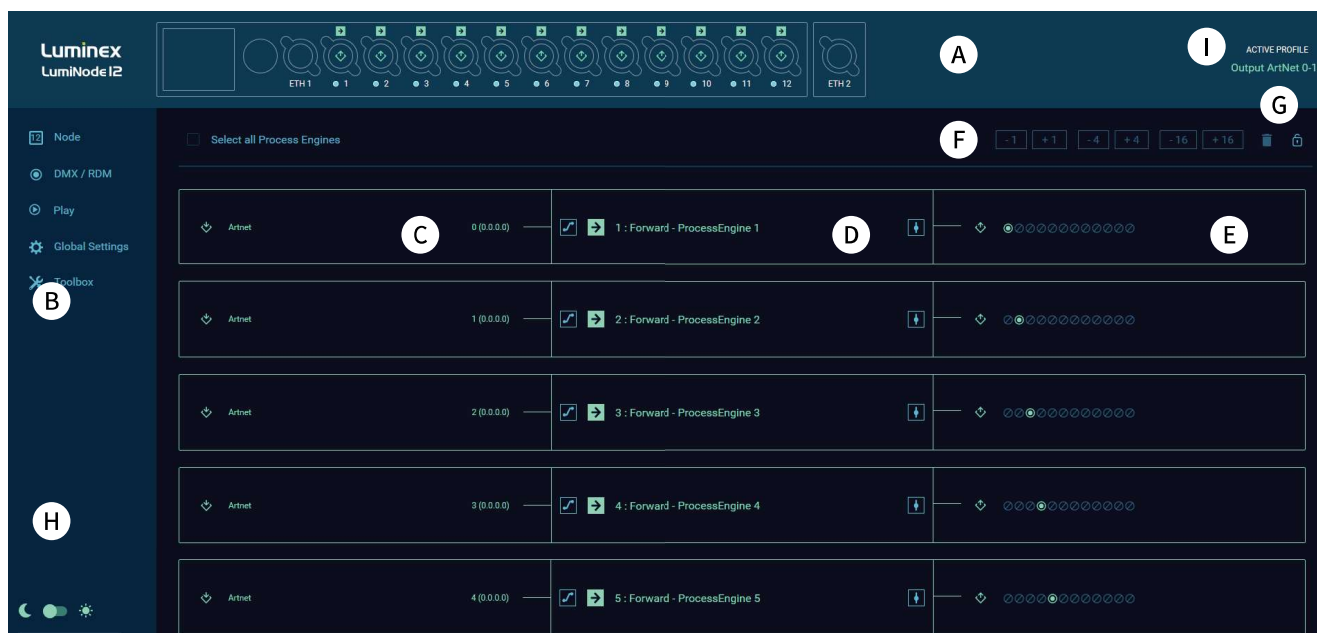 Luminex
LumiNode 12
ETH 1 1 2 3 4 5 6 7 8 9 10 11 12 ETH 2
A
I
ACTIVE PROFILE
Output ArtNet 0-1
G
12 Node
DMX / RDM
Play
Global Settings
Toolbox
B
H
Select all Process Engines
F
-1 +1 -4 +4 -16 +16
Artnet C 0 (0.0.0.0) 1 : Forward - ProcessEngine 1 D E
Artnet 1 (0.0.0.0) 2 : Forward - ProcessEngine 2
Artnet 2 (0.0.0.0) 3 : Forward - ProcessEngine 3
Artnet 3 (0.0.0.0) 4 : Forward - ProcessEngine 4
Artnet 4 (0.0.0.0) 5 : Forward - ProcessEngine 5